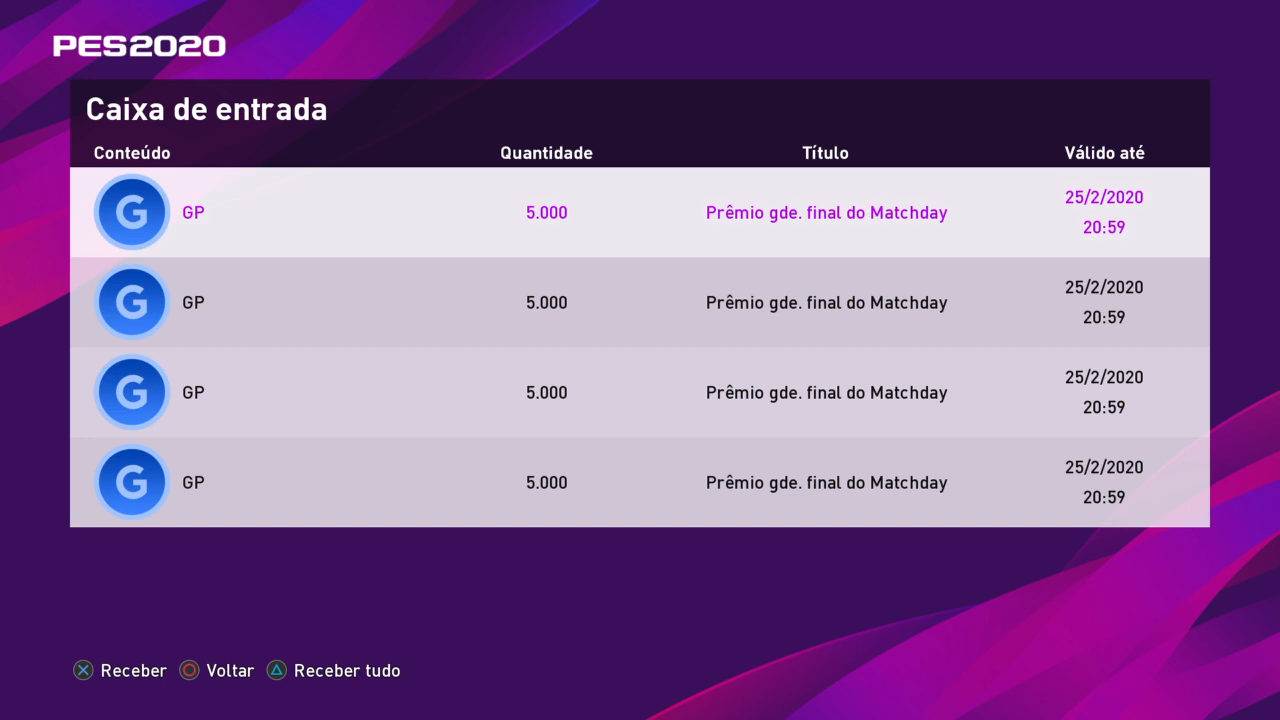 PES2020
Caixa de entrada
Conteúdo Quantidade Título Válido até
G GP 5.000 Prêmio gde. final do Matchday 25/2/2020 20:59
G GP 5.000 Prêmio gde. final do Matchday 25/2/2020 20:59
G GP 5.000 Prêmio gde. final do Matchday 25/2/2020 20:59
G GP 5.000 Prêmio gde. final do Matchday 25/2/2020 20:59
Receber Voltar Receber tudo